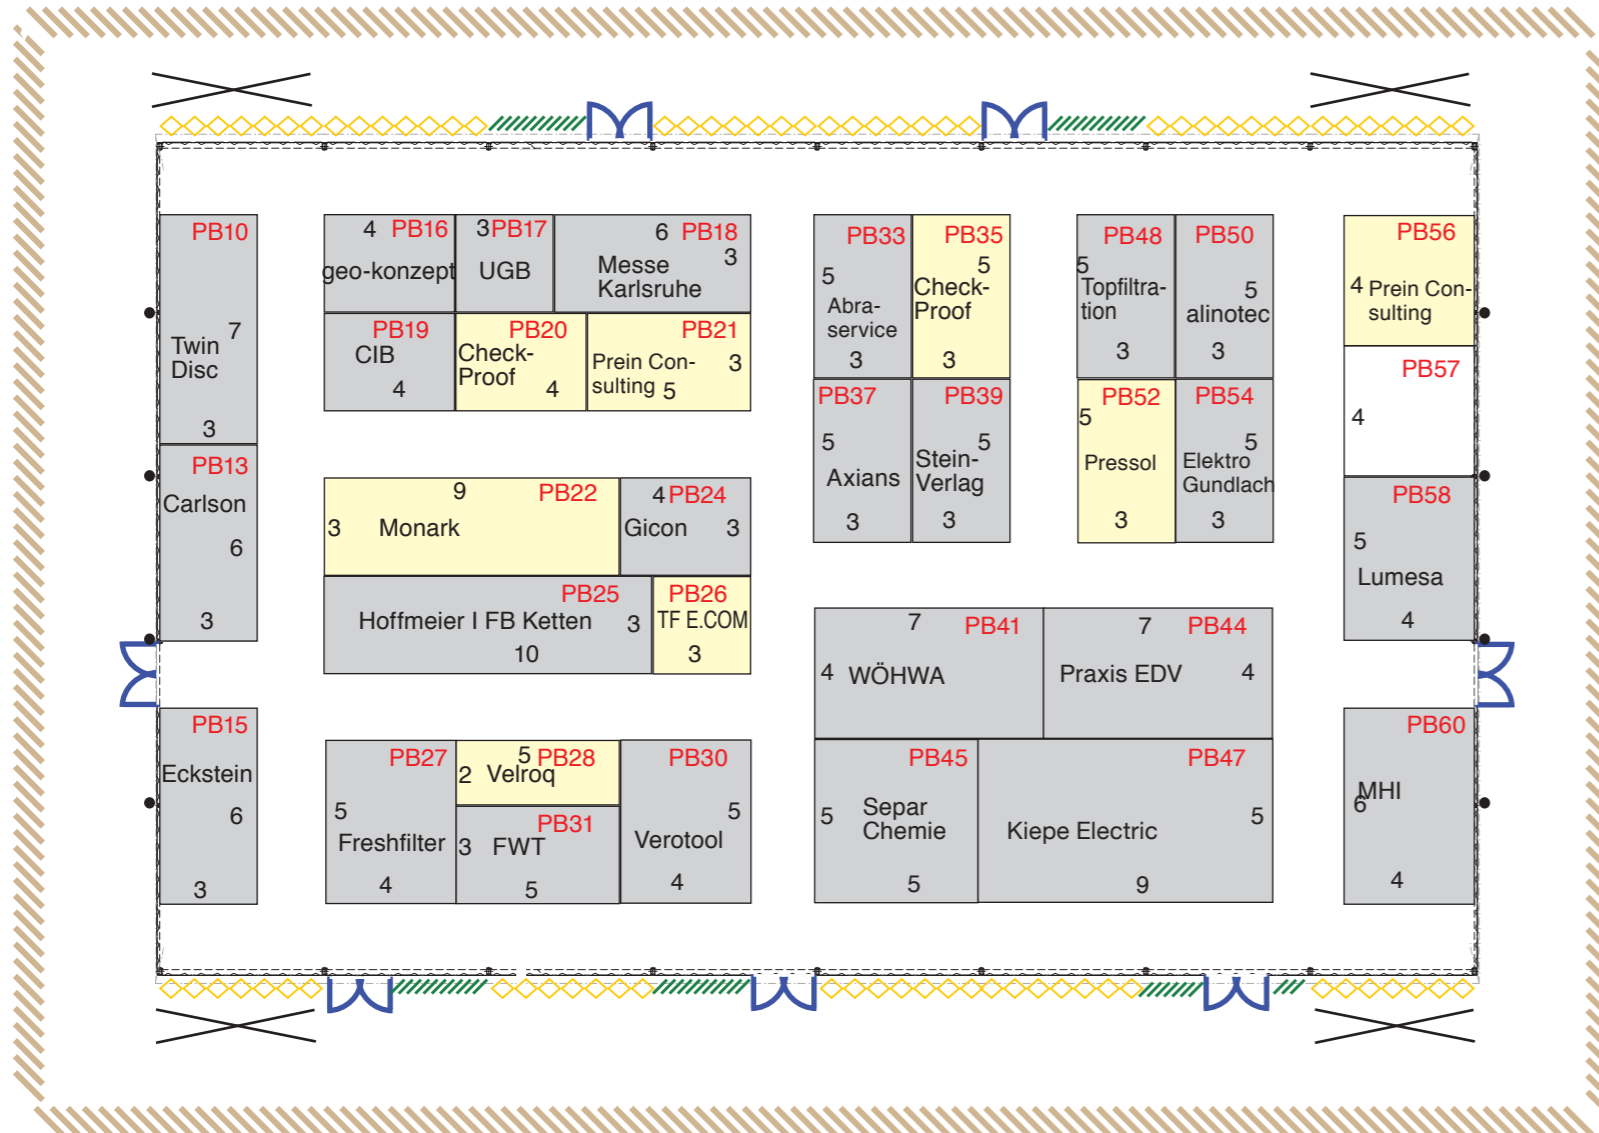 PB10
7
Twin
Disc
3
PB13
Carlson
6
3
PB15
Eckstein
6
3
4 PB16
geo-konzept
3 PB17
UGB
6 PB18
3
Messe
Karlsruhe
PB19
CIB
4
PB20
Check-
Proof 4
PB21
3
Prein Con-
sulting 5
9 PB22
3 Monark
4 PB24
Gicon 3
PB25
Hoffmeier I FB Ketten 3
10
PB26
TF E.COM
3
PB27
5
Freshfilter
4
5 PB28
2 Velroq
PB31
3 FWT
5
PB30
5
Verotool
4
PB33
5
Abra-
service
3
PB35
5
Check-
Proof
3
PB37
5
Axians
3
PB39
5
Stein-
Verlag
3
PB48
5
Topfiltra-
tion
3
PB50
5
alinotec
3
PB52
5
Pressol
3
PB54
5
Elektro
Gundlach
3
7 PB41
4 WÖHWA
7 PB44
Praxis EDV 4
PB45
5 Separ
Chemie
5
PB47
5
Kiepe Electric
9
PB56
4 Prein Con-
sulting
PB57
4
PB58
5
Lumesa
4
PB60
MHI
6
4